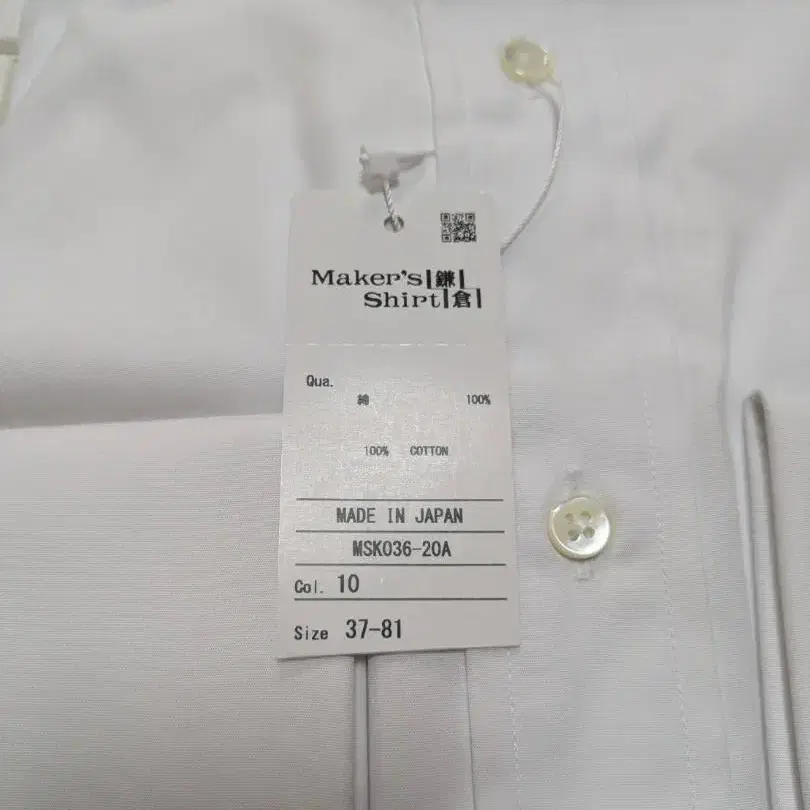 Maker's 鎌
Shirt 倉
Qua.
綿 100%
100% COTTON
MADE IN JAPAN
MSK036-20A
Col. 10
Size 37-81